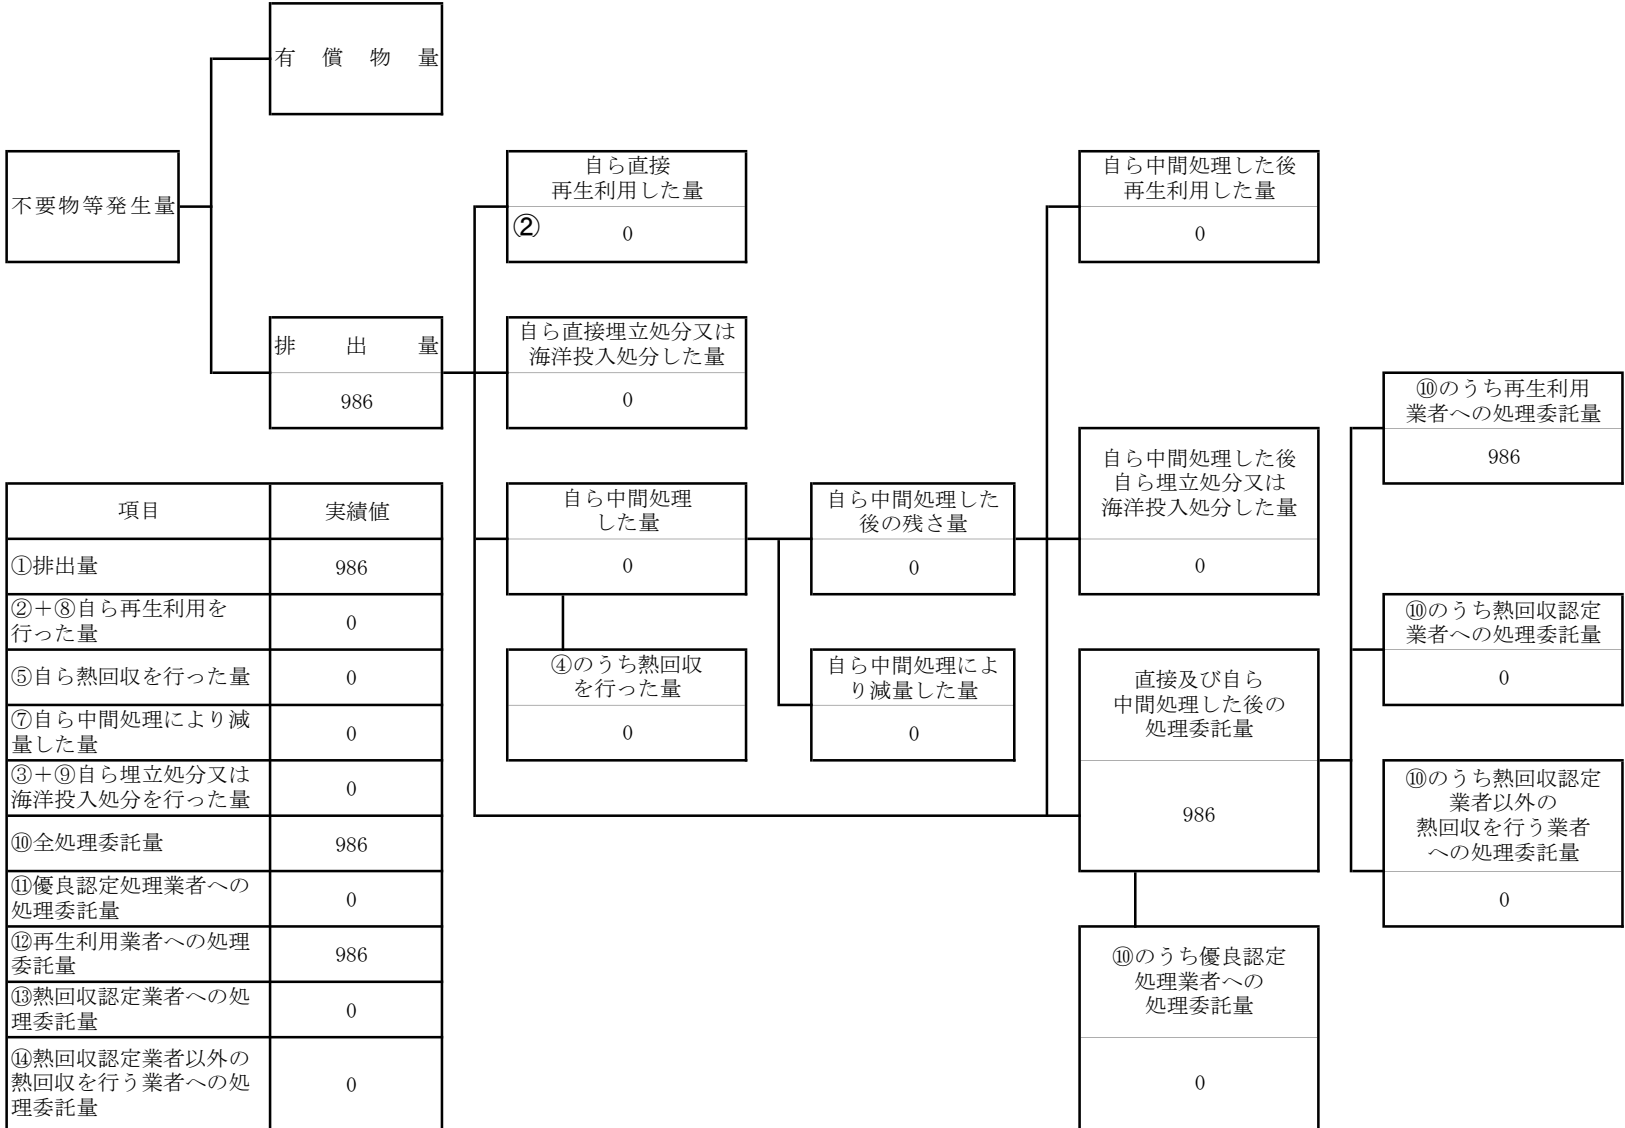 有償物量
不要物等発生量
自ら直接
再生利用した量
②
0
自ら中間処理した後
再生利用した量
0
排出量
986
自ら直接埋立処分又は
海洋投入処分した量
0
⑩のうち再生利用
業者への処理委託量
986
自ら中間処理した後
自ら埋立処分又は
海洋投入処分した量
0
自ら中間処理
した量
0
自ら中間処理した
後の残さ量
0
⑩のうち熱回収認定
業者への処理委託量
0
④のうち熱回収
を行った量
0
自ら中間処理によ
り減量した量
0
直接及び自ら
中間処理した後の
処理委託量
986
⑩のうち熱回収認定
業者以外の
熱回収を行う業者
への処理委託量
0
⑩のうち優良認定
処理業者への
処理委託量
0
項目 実績値
①排出量 986
②＋⑧自ら再生利用を
行った量 0
⑤自ら熱回収を行った量 0
⑦自ら中間処理により減
量した量 0
③＋⑨自ら埋立処分又は
海洋投入処分を行った量 0
⑩全処理委託量 986
⑪優良認定処理業者への
処理委託量 0
⑫再生利用業者への処理
委託量 986
⑬熱回収認定業者への処
理委託量 0
⑭熱回収認定業者以外の
熱回収を行う業者への処
理委託量 0